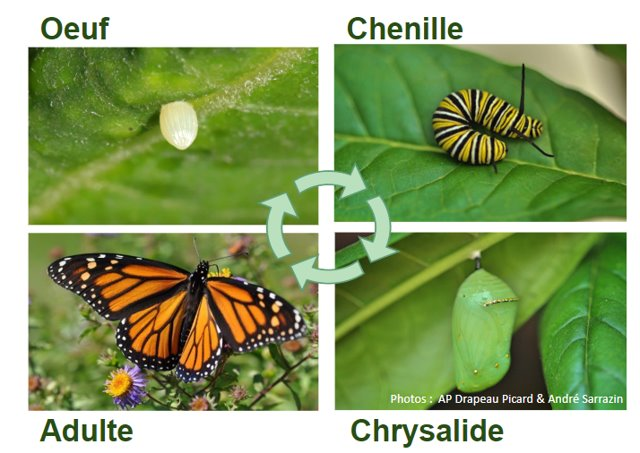 Oeuf
Chenille
Photos : AP Drapeau Picard & André Sarrazin
Adulte
Chrysalide